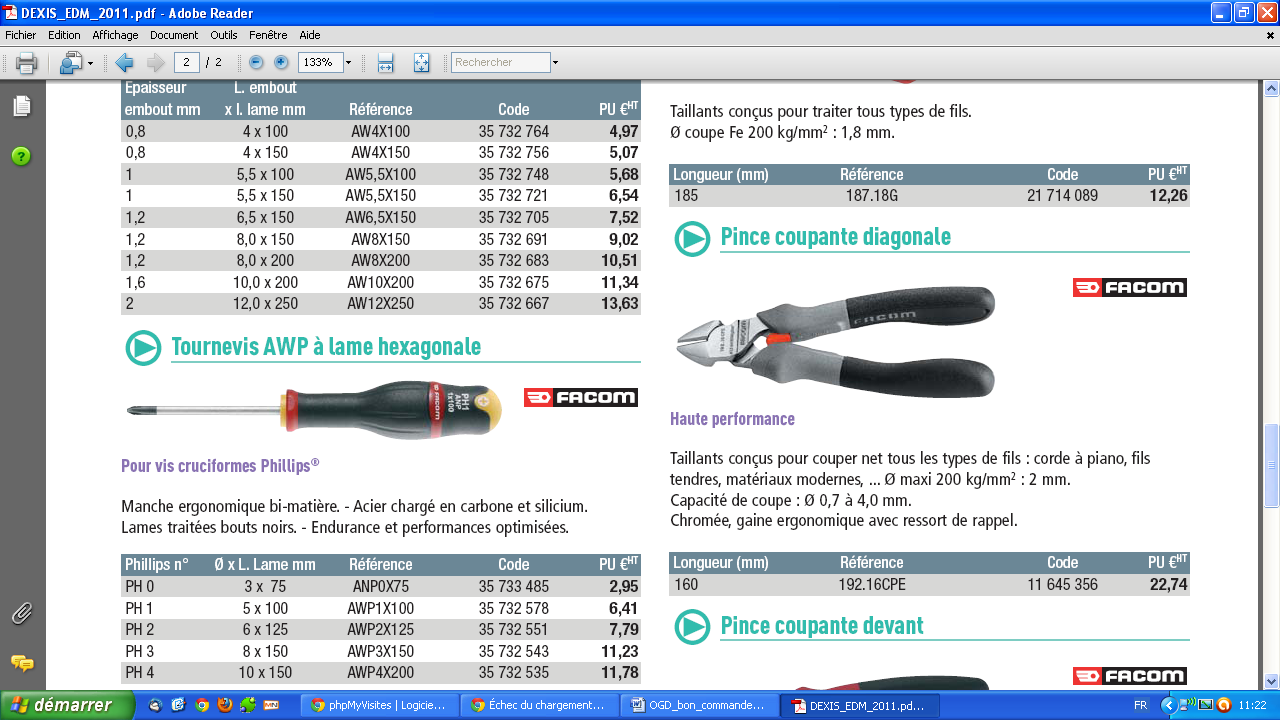 DEXIS_EDM_2011.pdf - Adobe Reader
Fichier Edition Affichage Document Outils Fenêtre Aide
2 / 2 133% Rechercher
Epaisseur L. embout
embout mm x l. lame mm Référence Code PU €HT
0,8 4 x 100 AW4X100 35 732 764 4,97
0,8 4 x 150 AW4X150 35 732 756 5,07
1 5,5 x 100 AW5,5X100 35 732 748 5,68
1 5,5 x 150 AW5,5X150 35 732 721 6,54
1,2 6,5 x 150 AW6,5X150 35 732 705 7,52
1,2 8,0 x 150 AW8X150 35 732 691 9,02
1,2 8,0 x 200 AW8X200 35 732 683 10,51
1,6 10,0 x 200 AW10X200 35 732 675 11,34
2 12,0 x 250 AW12X250 35 732 667 13,63
Tournevis AWP à lame hexagonale
PH1
AWP
1x100
FACOM
FACOM
Pour vis cruciformes Phillips®
Manche ergonomique bi-matière. - Acier chargé en carbone et silicium.
Lames traitées bouts noirs. - Endurance et performances optimisées.
Phillips n° Ø x L. Lame mm Référence Code PU €HT
PH 0 3 x 75 ANP0X75 35 733 485 2,95
PH 1 5 x 100 AWP1X100 35 732 578 6,41
PH 2 6 x 125 AWP2X125 35 732 551 7,79
PH 3 8 x 150 AWP3X150 35 732 543 11,23
PH 4 10 x 150 AWP4X200 35 732 535 11,78
Taillants conçus pour traiter tous types de fils.
Ø coupe Fe 200 kg/mm² : 1,8 mm.
Longueur (mm) Référence Code PU €HT
185 187.18G 21 714 089 12,26
Pince coupante diagonale
FACOM
FACOM
Haute performance
Taillants conçus pour couper net tous les types de fils : corde à piano, fils
tendres, matériaux modernes, ... Ø maxi 200 kg/mm² : 2 mm.
Capacité de coupe : Ø 0,7 à 4,0 mm.
Chromée, gaine ergonomique avec ressort de rappel.
Longueur (mm) Référence Code PU €HT
160 192.16CPE 11 645 356 22,74
Pince coupante devant
FACOM
démarrer phpMyVisites | Logicie... Échec du chargement... OGD_bon_commande... DEXIS_EDM_2011.pd... FR 11:22